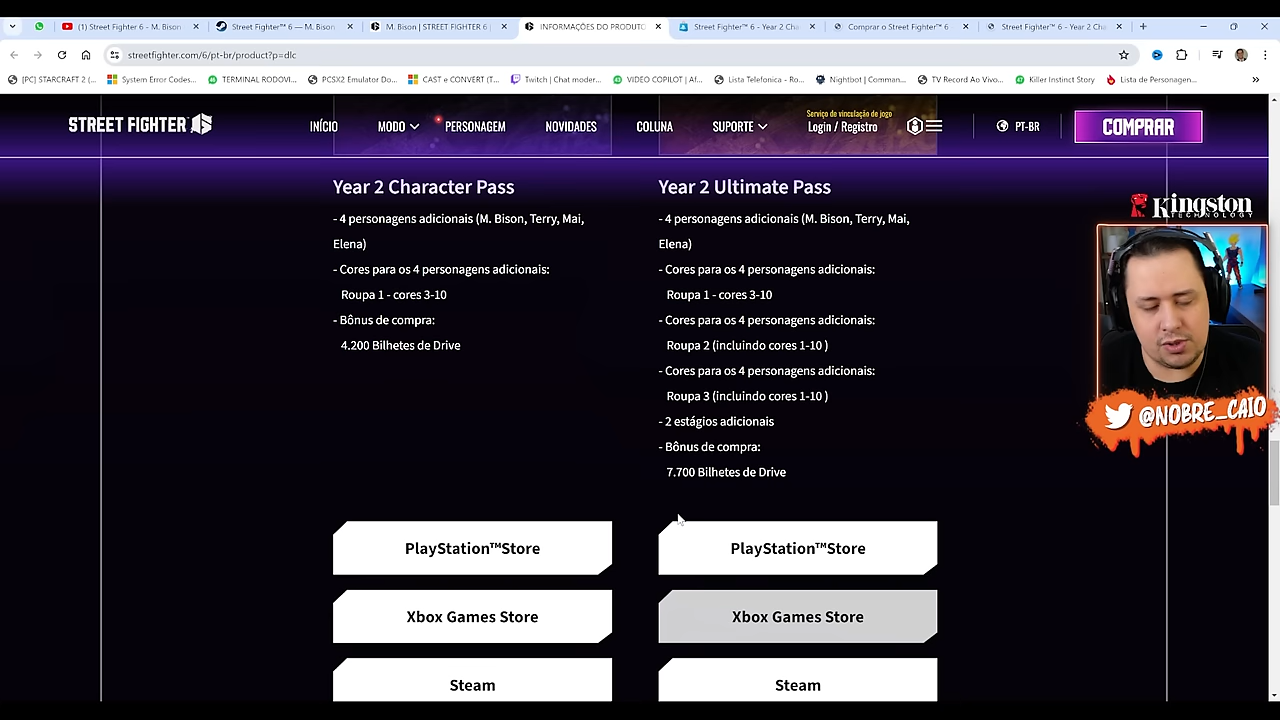 (1) Street Fighter 6 - M. Bison
Street Fighter™ 6 — M. Bison
M. Bison | STREET FIGHTER 6
INFORMAÇÕES DO PRODUTO
Street Fighter™ 6 - Year 2 Cha
Comprar o Street Fighter™ 6
Street Fighter™ 6 - Year 2 Cha
streetfighter.com/6/pt-br/product?p=dlc
[PC] STARCRAFT 2 (...
System Error Codes...
TERMINAL RODOVI...
PCSX2 Emulator Do...
CAST e CONVERT (T...
Twitch | Chat moder...
VIDEO COPILOT | Af...
Lista Telefonica - Ro...
Nightbot | Comman...
TV Record Ao Vivo...
Killer Instinct Story
Lista de Personagen...
STREET FIGHTER 6
INÍCIO
MODO
PERSONAGEM
NOVIDADES
COLUNA
SUPORTE
Serviço de vinculação de jogo
Login / Registro
PT-BR
COMPRAR
Year 2 Character Pass
- 4 personagens adicionais (M. Bison, Terry, Mai,
Elena)
- Cores para os 4 personagens adicionais:
Roupa 1 - cores 3-10
- Bônus de compra:
4.200 Bilhetes de Drive
PlayStation™Store
Xbox Games Store
Steam
Year 2 Ultimate Pass
- 4 personagens adicionais (M. Bison, Terry, Mai,
Elena)
- Cores para os 4 personagens adicionais:
Roupa 1 - cores 3-10
- Cores para os 4 personagens adicionais:
Roupa 2 (incluindo cores 1-10 )
- Cores para os 4 personagens adicionais:
Roupa 3 (incluindo cores 1-10 )
- 2 estágios adicionais
- Bônus de compra:
7.700 Bilhetes de Drive
PlayStation™Store
Xbox Games Store
Steam
Kingston
TECHNOLOGY
@NOBRE_CAIO